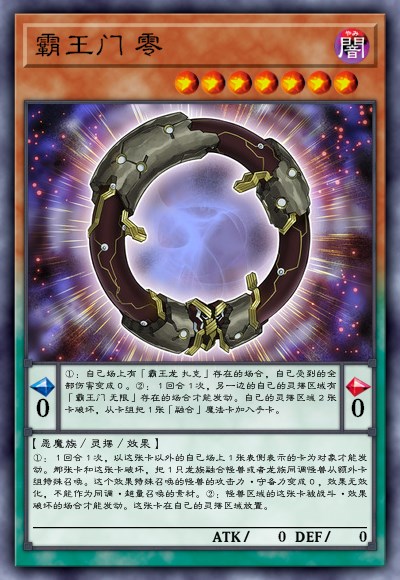 霸王门 零
やみ
闇
①：自己场上有「霸王龙 扎克」存在的场合，自己受到的全
部伤害变成0。②：1回合1次，另一边的自己的灵摆区域有
「霸王门 无限」存在的场合才能发动。自己的灵摆区域2张
卡破坏，从卡组把1张「融合」魔法卡加入手卡。
0
0
【恶魔族／灵摆／效果】
①：1回合1次，以这张卡以外的自己场上1张表侧表示的卡为对象才能发
动。那张卡和这张卡破坏，把1只龙族融合怪兽或者龙族同调怪兽从额外卡
组特殊召唤。这个效果特殊召唤的怪兽的攻击力・守备力变成0，效果无效
化，不能作为同调・超量召唤的素材。②：怪兽区域的这张卡被战斗・效果
破坏的场合才能发动。这张卡在自己的灵摆区域放置。
ATK/ 0 DEF/ 0